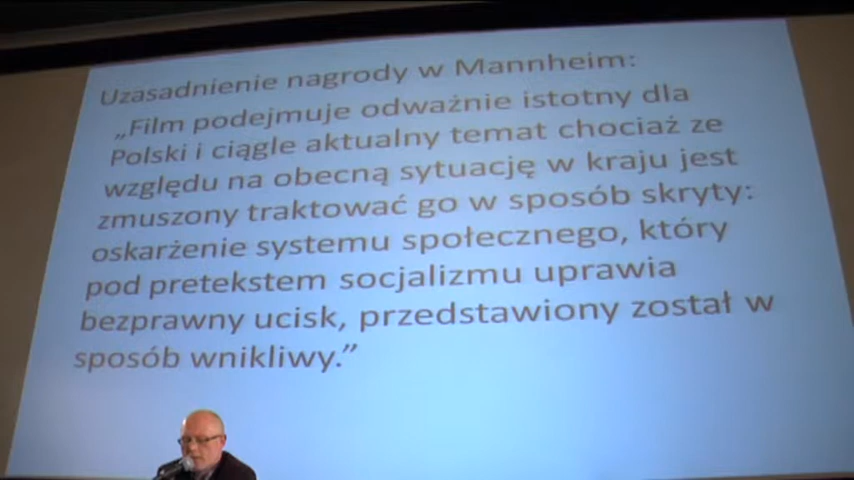 Uzasadnienie nagrody w Mannheim:
„Film podejmuje odważnie istotny dla
Polski i ciągle aktualny temat chociaż ze
względu na obecną sytuację w kraju jest
zmuszony traktować go w sposób skryty:
oskarżenie systemu społecznego, który
pod pretekstem socjalizmu uprawia
bezprawny ucisk, przedstawiony został w
sposób wnikliwy.”